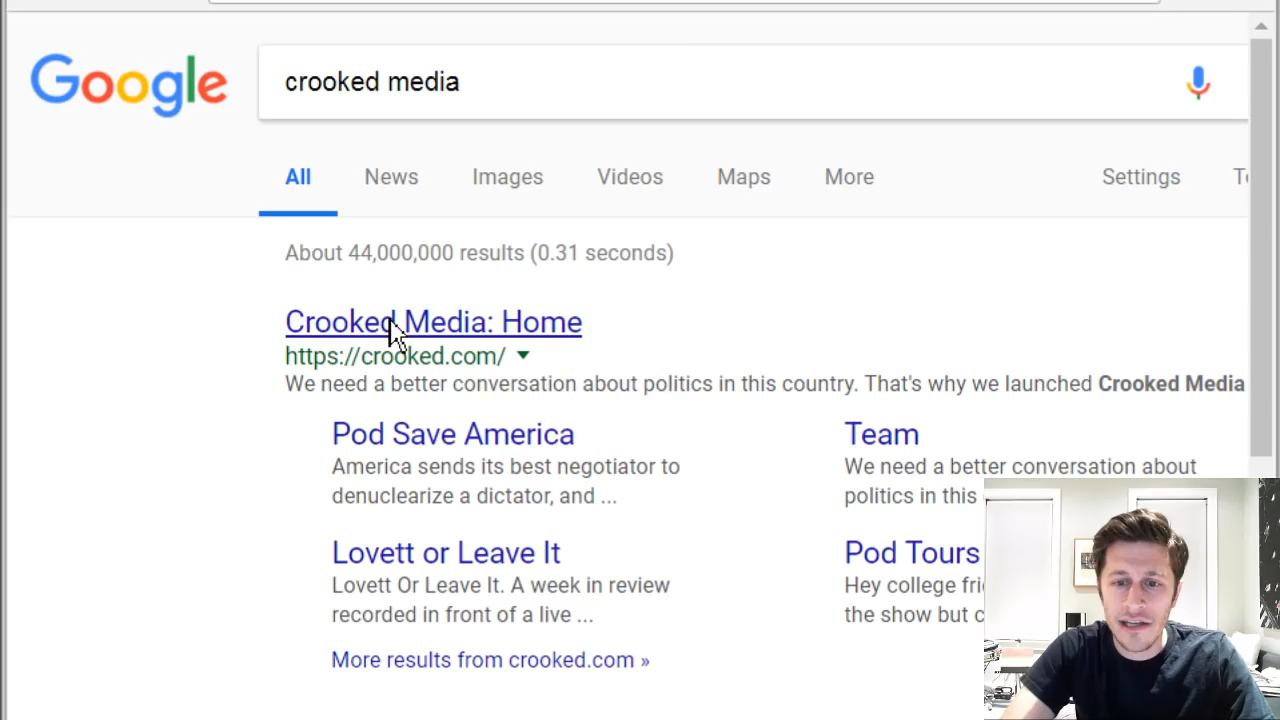 Google
crooked media
All News Images Videos Maps More Settings
About 44,000,000 results (0.31 seconds)
Crooked Media: Home
https://crooked.com/
We need a better conversation about politics in this country. That's why we launched Crooked Media
Pod Save America
America sends its best negotiator to
denuclearize a dictator, and ...
Team
We need a better conversation about
politics in this
Lovett or Leave It
Lovett Or Leave It. A week in review
recorded in front of a live ...
Pod Tours
Hey college
the show but
More results from crooked.com »